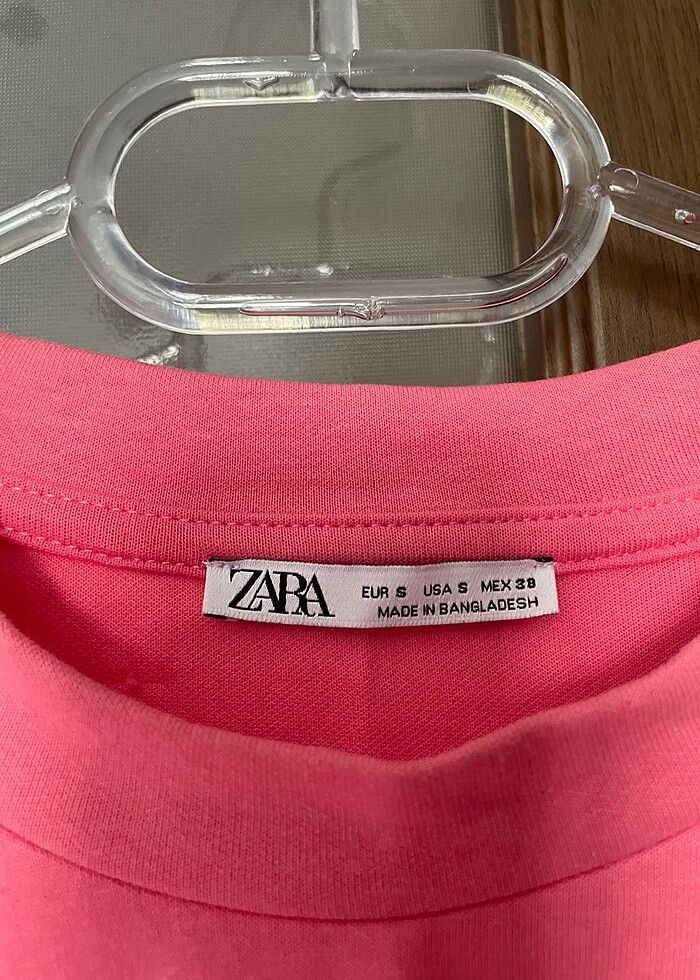 ZARA
EUR S USA S MEX 38
MADE IN BANGLADESH